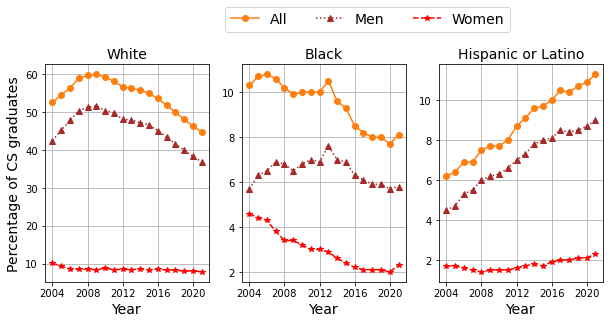 All Men Women
White Black Hispanic or Latino
Percentage of CS graduates
60
50
40
30
20
10
2004 2008 2012 2016 2020
Year
10
8
6
4
2
2004 2008 2012 2016 2020
Year
10
8
6
4
2
2004 2008 2012 2016 2020
Year